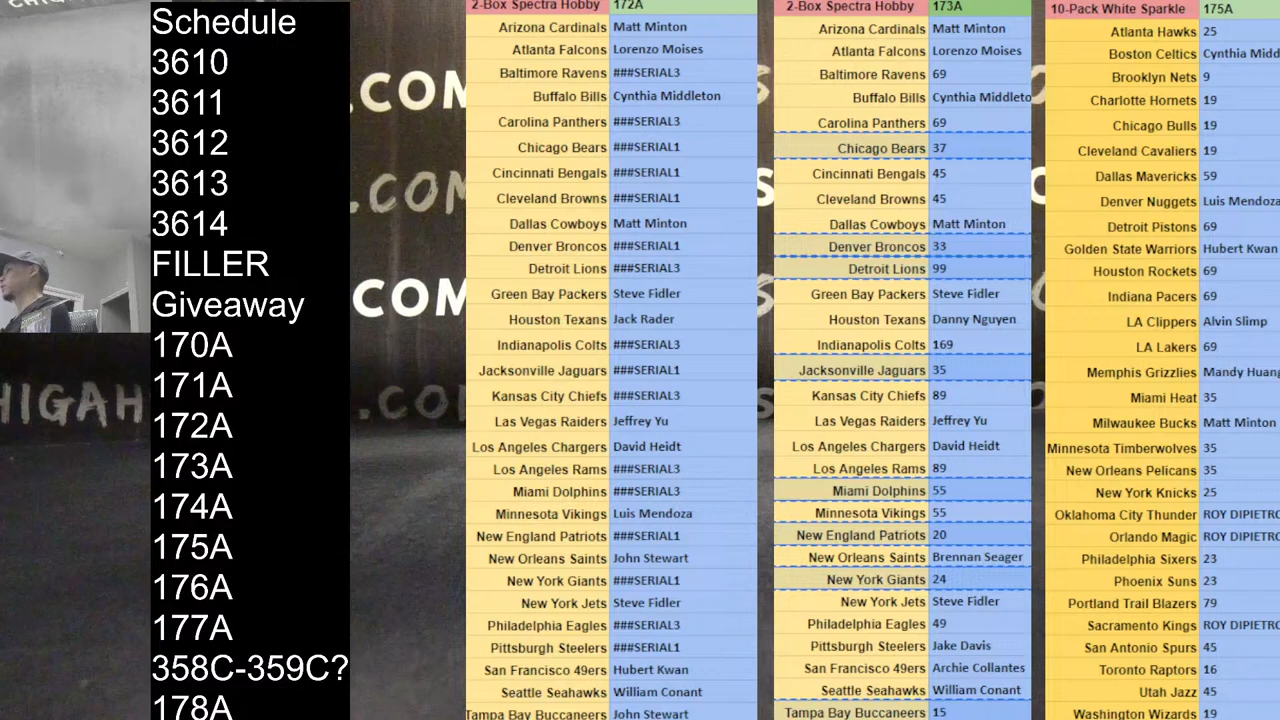 Schedule
3610
3611
3612
3613
3614
FILLER
Giveaway
170A
171A
172A
173A
174A
175A
176A
177A
358C-359C?
178A
.COM
.COM
.COM
HIGAH
.COM
2-Box Spectra Hobby 172A
Arizona Cardinals Matt Minton
Atlanta Falcons Lorenzo Moises
Baltimore Ravens ###SERIAL3
Buffalo Bills Cynthia Middleton
Carolina Panthers ###SERIAL3
Chicago Bears ###SERIAL1
Cincinnati Bengals ###SERIAL1
Cleveland Browns ###SERIAL1
Dallas Cowboys Matt Minton
Denver Broncos ###SERIAL1
Detroit Lions ###SERIAL3
Green Bay Packers Steve Fidler
Houston Texans Jack Rader
Indianapolis Colts ###SERIAL3
Jacksonville Jaguars ###SERIAL1
Kansas City Chiefs ###SERIAL3
Las Vegas Raiders Jeffrey Yu
Los Angeles Chargers David Heidt
Los Angeles Rams ###SERIAL3
Miami Dolphins ###SERIAL3
Minnesota Vikings Luis Mendoza
New England Patriots ###SERIAL1
New Orleans Saints John Stewart
New York Giants ###SERIAL1
New York Jets Steve Fidler
Philadelphia Eagles ###SERIAL3
Pittsburgh Steelers ###SERIAL1
San Francisco 49ers Hubert Kwan
Seattle Seahawks William Conant
Tampa Bay Buccaneers John Stewart
2-Box Spectra Hobby 173A
Arizona Cardinals Matt Minton
Atlanta Falcons Lorenzo Moises
Baltimore Ravens 69
Buffalo Bills Cynthia Middleto
Carolina Panthers 69
Chicago Bears 37
Cincinnati Bengals 45
Cleveland Browns 45
Dallas Cowboys Matt Minton
Denver Broncos 33
Detroit Lions 99
Green Bay Packers Steve Fidler
Houston Texans Danny Nguyen
Indianapolis Colts 169
Jacksonville Jaguars 35
Kansas City Chiefs 89
Las Vegas Raiders Jeffrey Yu
Los Angeles Chargers David Heidt
Los Angeles Rams 89
Miami Dolphins 55
Minnesota Vikings 55
New England Patriots 20
New Orleans Saints Brennan Seager
New York Giants 24
New York Jets Steve Fidler
Philadelphia Eagles 49
Pittsburgh Steelers Jake Davis
San Francisco 49ers Archie Collantes
Seattle Seahawks William Conant
Tampa Bay Buccaneers 15
10-Pack White Sparkle 175A
Atlanta Hawks 25
Boston Celtics Cynthia Midd
Brooklyn Nets 9
Charlotte Hornets 19
Chicago Bulls 19
Cleveland Cavaliers 19
Dallas Mavericks 59
Denver Nuggets Luis Mendoza
Detroit Pistons 69
Golden State Warriors Hubert Kwan
Houston Rockets 69
Indiana Pacers 69
LA Clippers Alvin Slimp
LA Lakers 69
Memphis Grizzlies Mandy Huang
Miami Heat 35
Milwaukee Bucks Matt Minton
Minnesota Timberwolves 35
New Orleans Pelicans 35
New York Knicks 25
Oklahoma City Thunder ROY DIPIETRO
Orlando Magic ROY DIPIETRO
Philadelphia Sixers 23
Phoenix Suns 23
Portland Trail Blazers 79
Sacramento Kings ROY DIPIETRO
San Antonio Spurs 45
Toronto Raptors 16
Utah Jazz 45
Washington Wizards 19